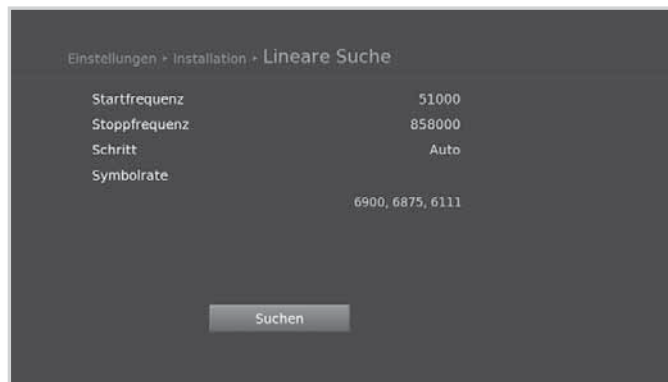 Einstellungen ▸ Installation ▸ Lineare Suche
Startfrequenz 51000
Stoppfrequenz 858000
Schritt Auto
Symbolrate
6900, 6875, 6111
Suchen